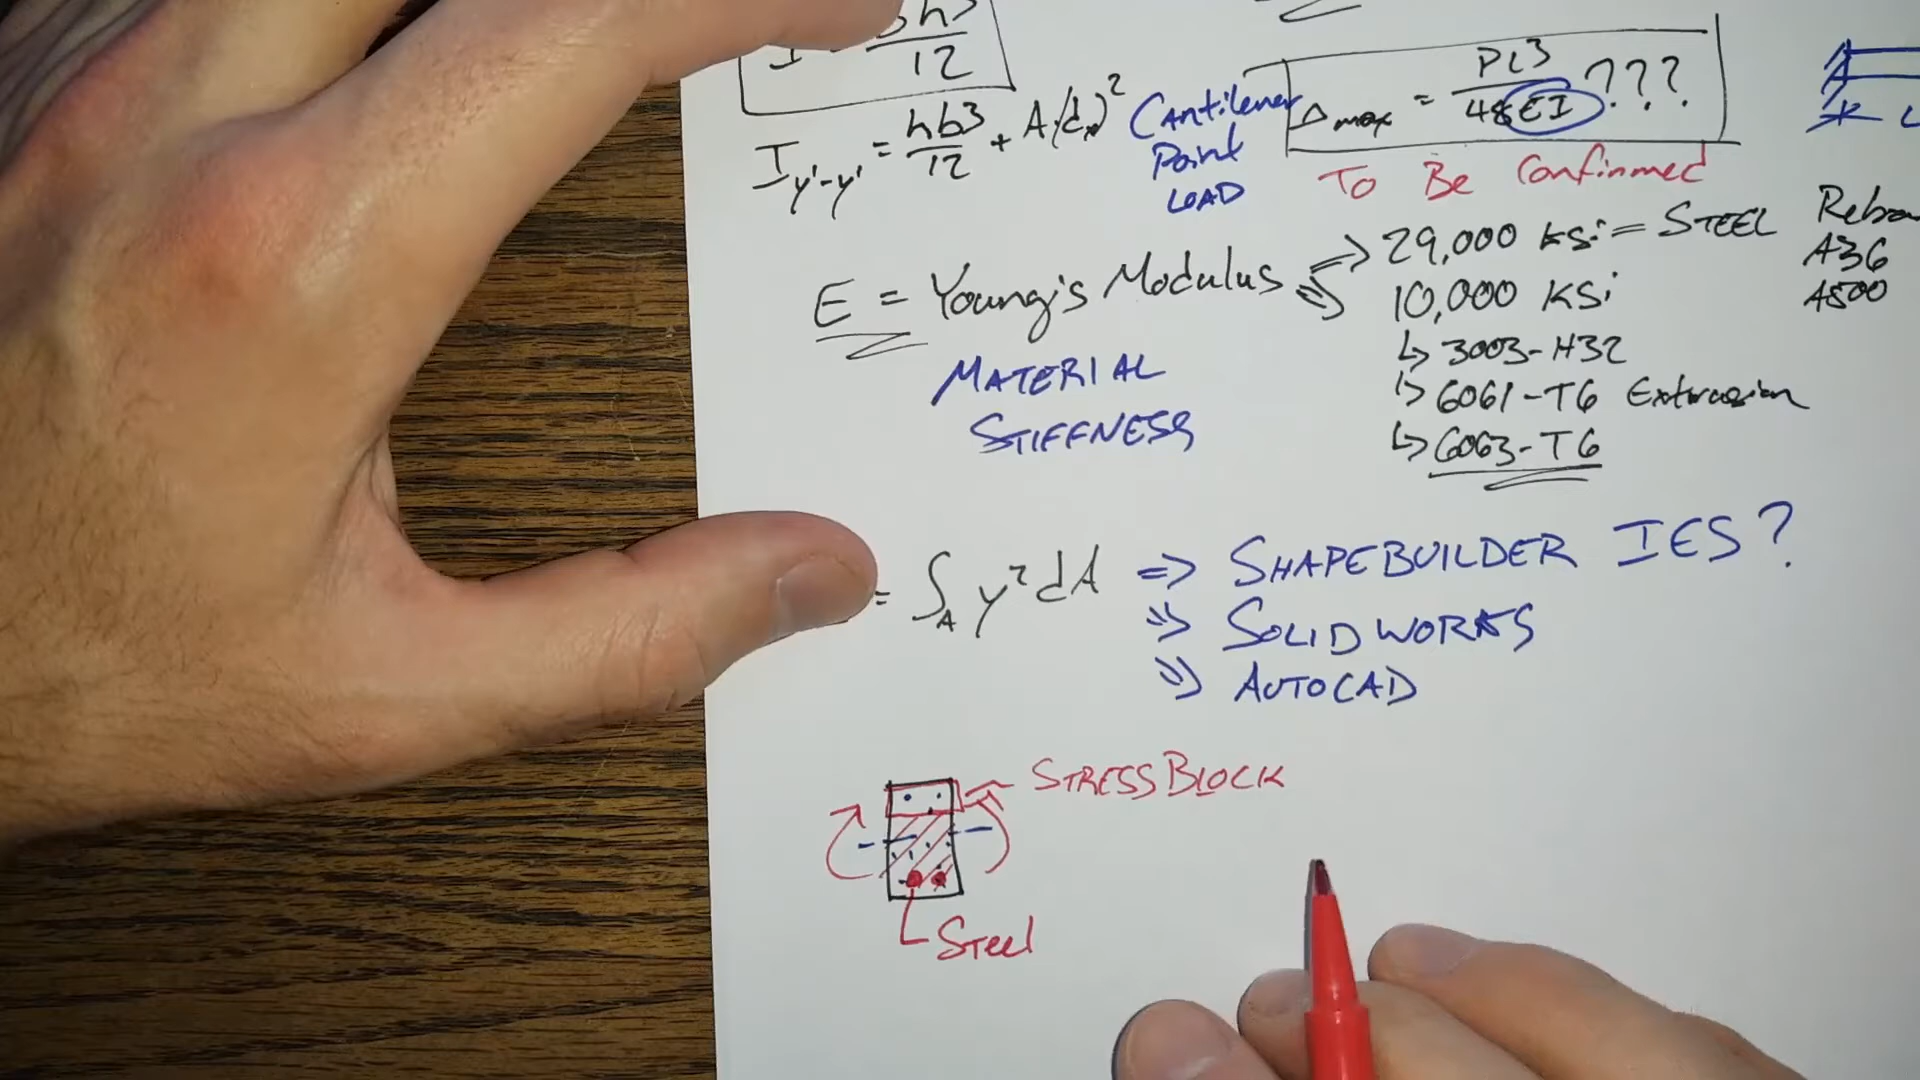 I = bh3/12
I y'-y' = hb3/12 + A(dx)²
Cantilever
Point
LOAD
Δmax = PL3/48EI ???
To Be Confirmed
E = Young's Modulus => 29,000 ksi = STEEL
10,000 KSi
↳ 3003-H32
↳ 6061-T6 Extrusion
↳ 6063-T6
A36
A500
MATERIAL
STIFFNESS
= ∫A y² dA => SHAPEBUILDER IES?
=> SOLIDWORKS
=> AUTOCAD
STRESS BLOCK
Steel